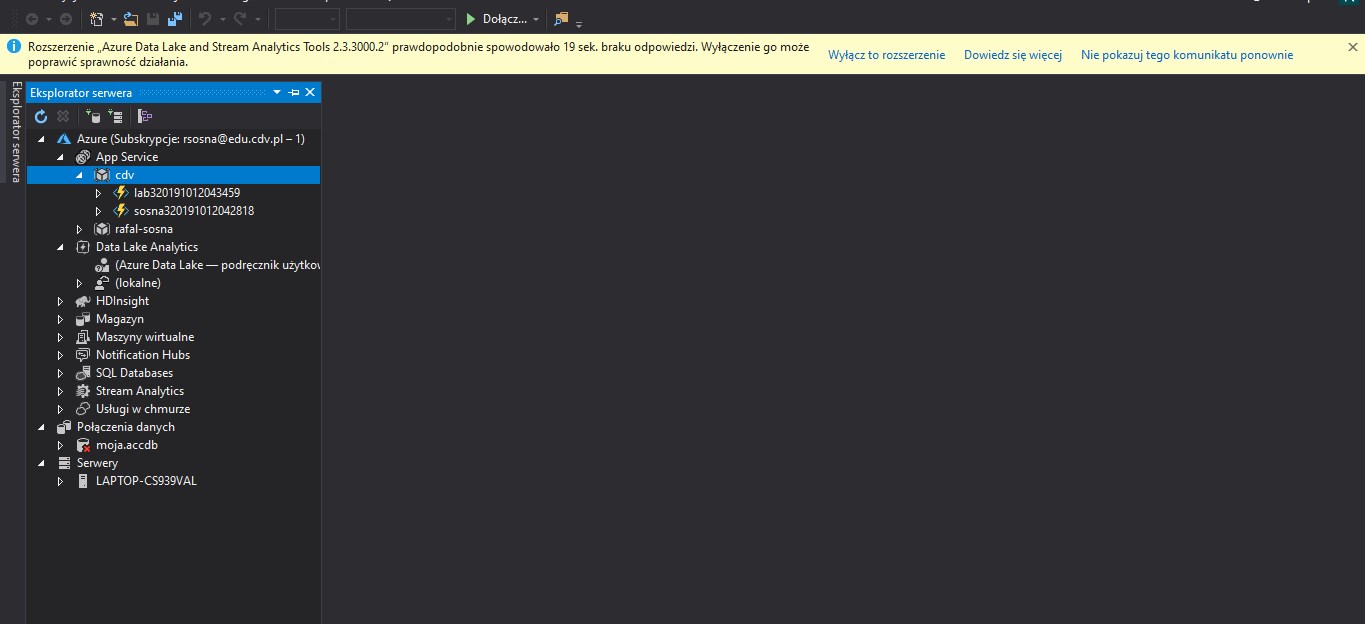 Dołącz...
Rozszerzenie „Azure Data Lake and Stream Analytics Tools 2.3.3000.2” prawdopodobnie spowodowało 19 sek. braku odpowiedzi. Wyłączenie go może
poprawić sprawność działania.
Wyłącz to rozszerzenie Dowiedz się więcej Nie pokazuj tego komunikatu ponownie
Eksplorator serwera
Eksplorator serwera
Azure (Subskrypcje: rsosna@edu.cdv.pl – 1)
App Service
cdv
lab320191012043459
sosna320191012042818
rafal-sosna
Data Lake Analytics
(Azure Data Lake — podręcznik użytkow
(lokalne)
HDInsight
Magazyn
Maszyny wirtualne
Notification Hubs
SQL Databases
Stream Analytics
Usługi w chmurze
Połączenia danych
moja.accdb
Serwery
LAPTOP-CS939VAL